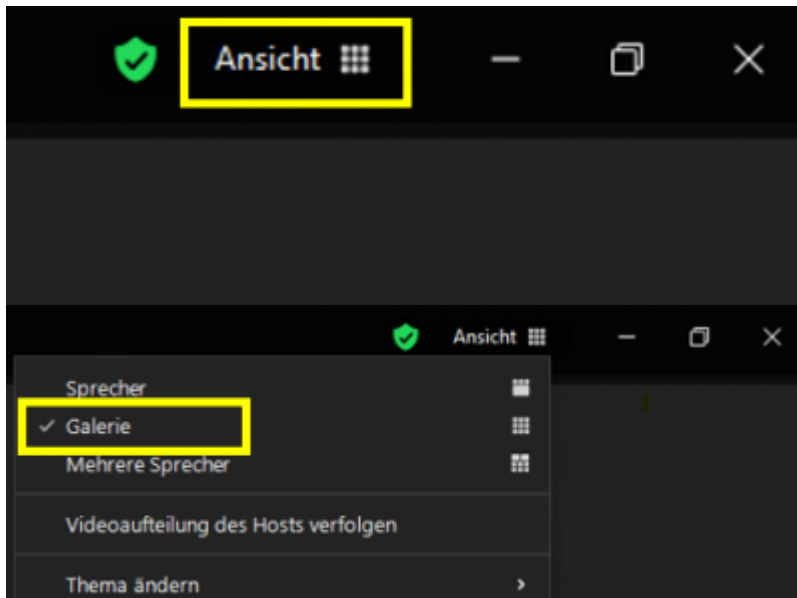 Ansicht
Ansicht
Sprecher
Galerie
Mehrere Sprecher
Videoaufteilung des Hosts verfolgen
Thema ändern